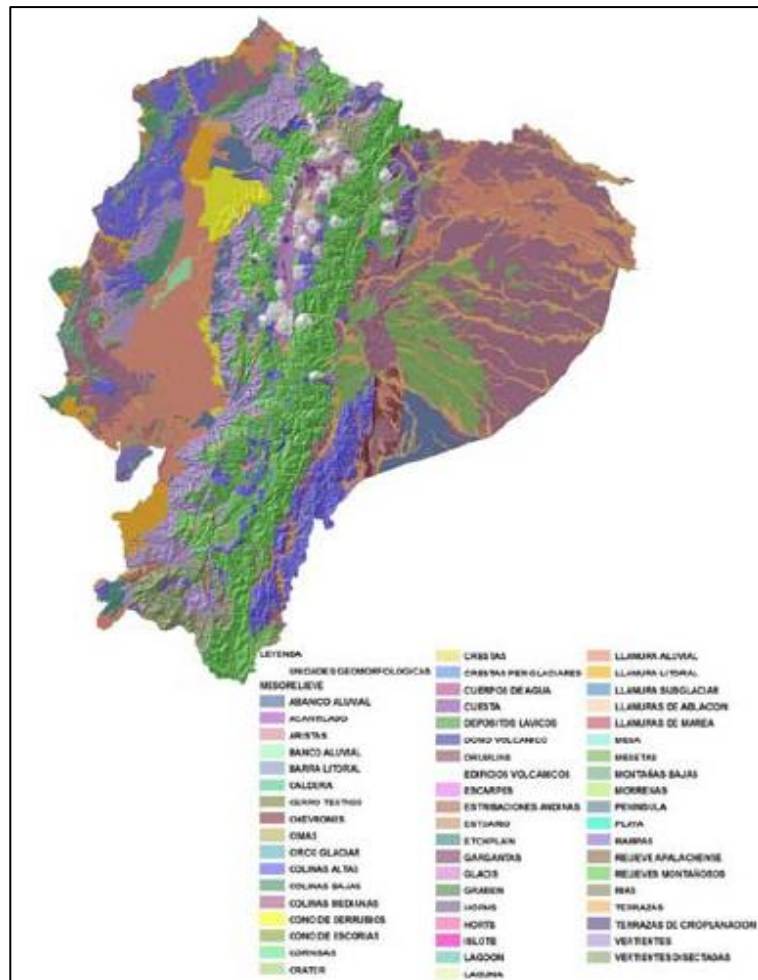 LEYENDA
UNIDADES GEOMORFOLOGICAS
MESORELIEVE
ABANCO ALUVIAL
ACANTILADO
ARISTAS
BANCO ALUVIAL
BARRA LITORAL
CALDERA
CERRO TESTIGO
CHEVRONES
CIMAS
CIRCO GLACIAR
COLINAS ALTAS
COLINAS BAJAS
COLINAS MEDIANAS
CONO DE DERRUBIOS
CONO DE ESCORIAS
CORNISAS
CRATER
CRESTAS
CRESTAS PERIGLACIARES
CUERPOS DE AGUA
CUESTA
DEPOSITOS LAVICOS
DOMO VOLCANICO
DRUMLINS
EDIFICIOS VOLCANICOS
ESCARPES
ESTRIBACIONES ANDINAS
ESTUARIO
ETCHPLAIN
GARGANTAS
GLACIS
GRABEN
HORNS
HORTS
ISLOTE
LAGOON
LAGUNA
LLANURA ALUVIAL
LLANURA LITORAL
LLANURA SUBGLACIAR
LLANURAS DE ABLACION
LLANURAS DE MAREA
MESA
MESETAS
MONTAÑAS BAJAS
MORRENAS
PENINSULA
PLAYA
RAMPAS
RELIEVE APALACHENSE
RELIEVES MONTAÑOSOS
RIAS
TERRAZAS
TERRAZAS DE CRIOPLANACION
VERTIENTES
VERTIENTES DISECTADAS